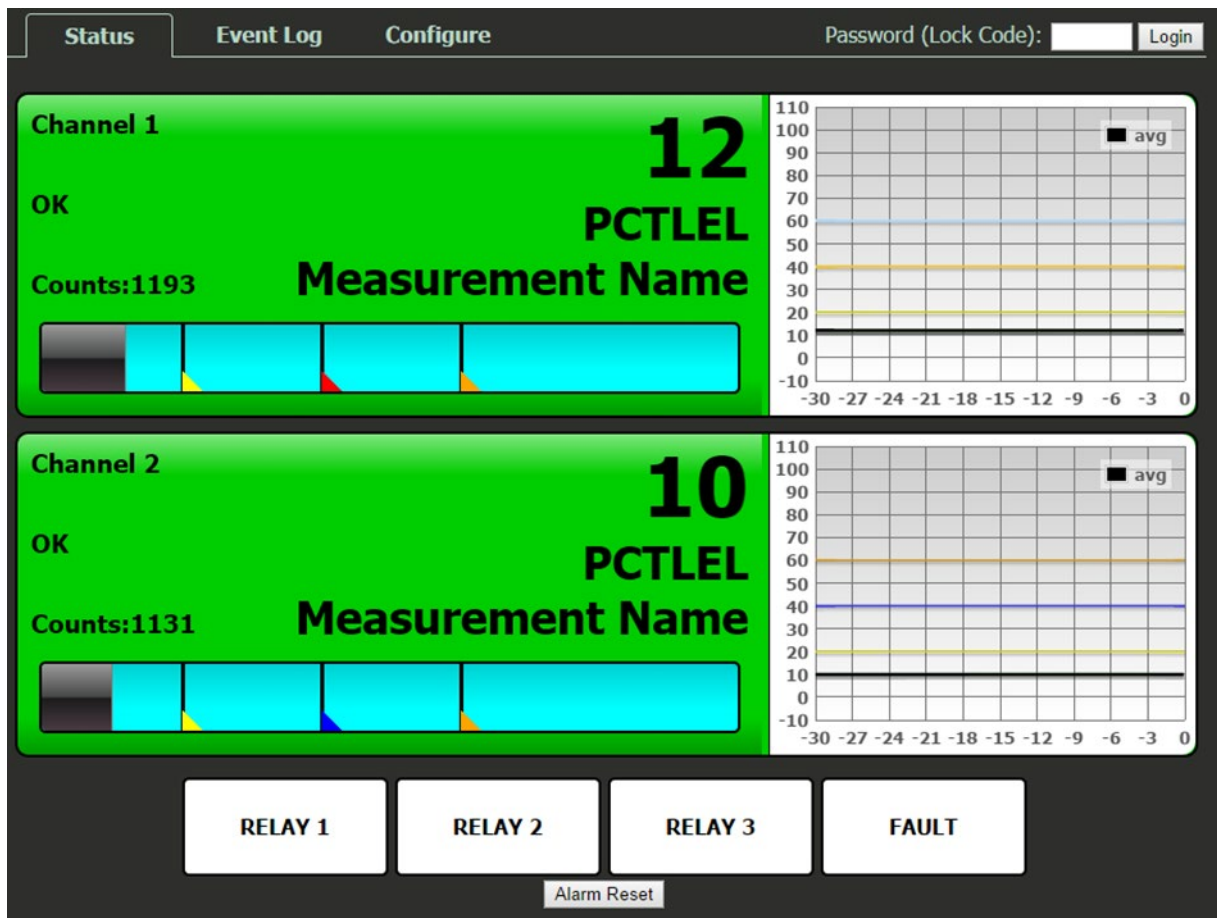 Status Event Log Configure Password (Lock Code): Login
Channel 1
12
OK
PCTLEL
Counts:1193 Measurement Name
110
100
90
80
70
60
50
40
30
20
10
0
-10
avg
-30 -27 -24 -21 -18 -15 -12 -9 -6 -3 0
Channel 2
10
OK
PCTLEL
Counts:1131 Measurement Name
110
100
90
80
70
60
50
40
30
20
10
0
-10
avg
-30 -27 -24 -21 -18 -15 -12 -9 -6 -3 0
RELAY 1 RELAY 2 RELAY 3 FAULT
Alarm Reset